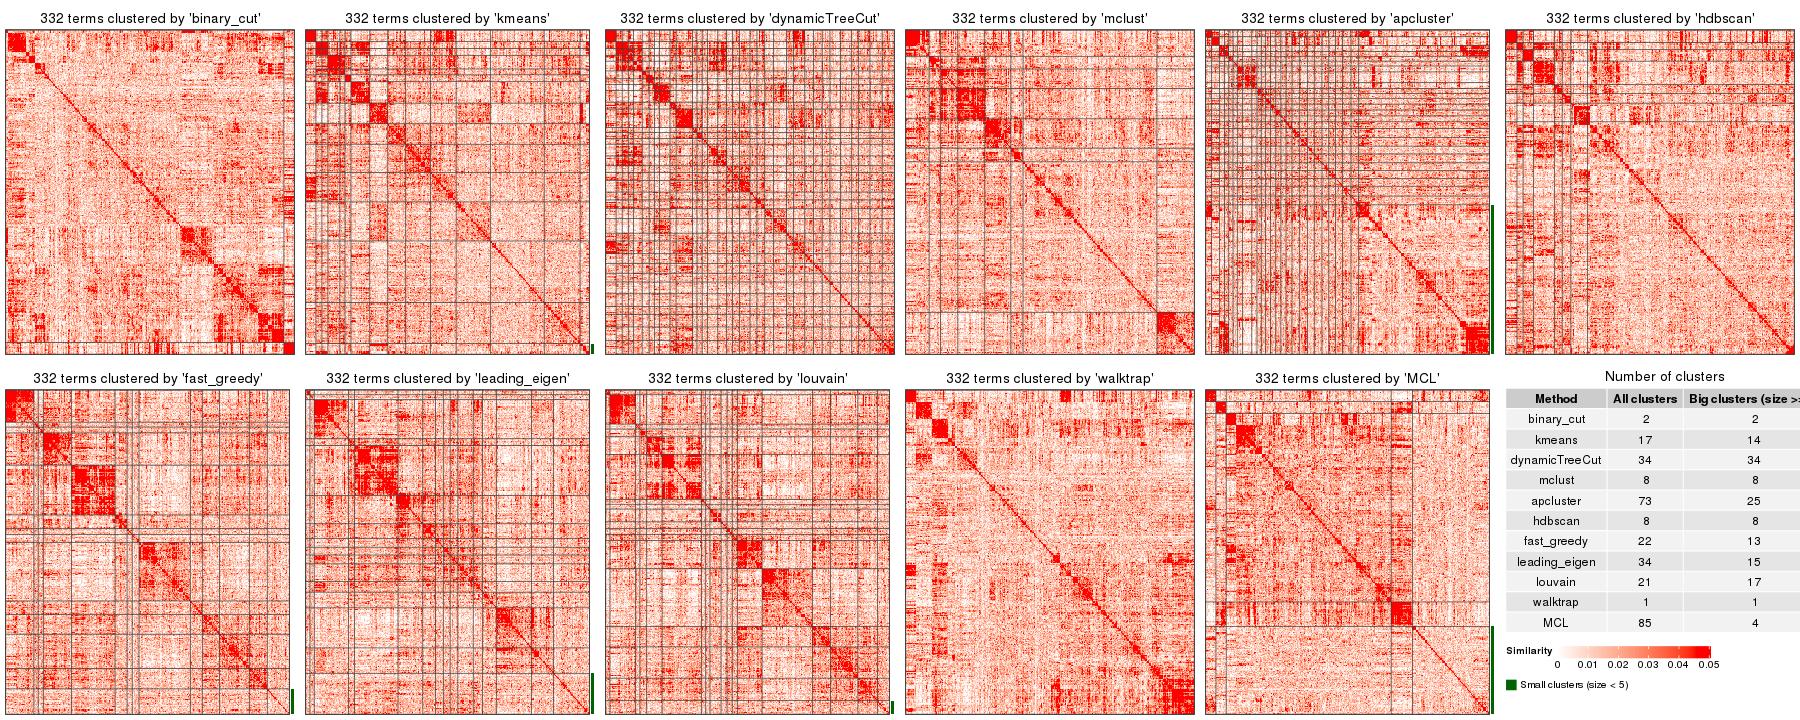 332 terms clustered by 'binary_cut'
332 terms clustered by 'kmeans'
332 terms clustered by 'dynamicTreeCut'
332 terms clustered by 'mclust'
332 terms clustered by 'apcluster'
332 terms clustered by 'hdbscan'
332 terms clustered by 'fast_greedy'
332 terms clustered by 'leading_eigen'
332 terms clustered by 'louvain'
332 terms clustered by 'walktrap'
332 terms clustered by 'MCL'
Number of clusters
Method All clusters Big clusters (size >=
binary_cut 2 2
kmeans 17 14
dynamicTreeCut 34 34
mclust 8 8
apcluster 73 25
hdbscan 8 8
fast_greedy 22 13
leading_eigen 34 15
louvain 21 17
walktrap 1 1
MCL 85 4
Similarity
0 0.01 0.02 0.03 0.04 0.05
Small clusters (size < 5)